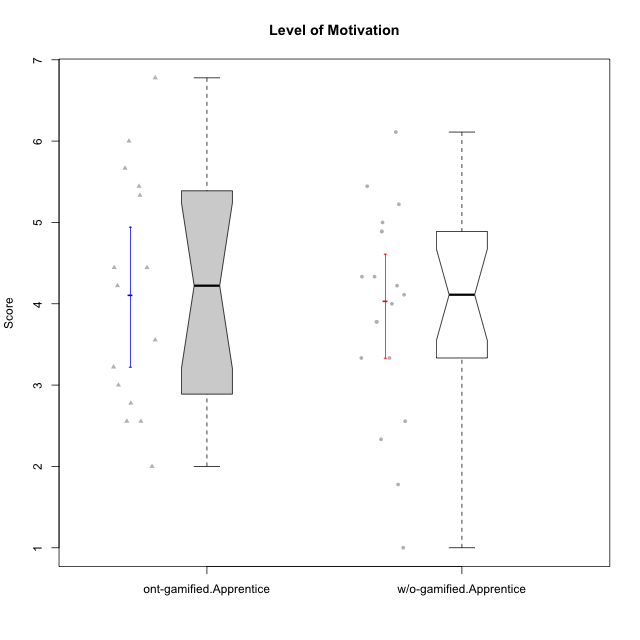 Level of Motivation
Score
7
6
5
4
3
2
1
ont-gamified.Apprentice
w/o-gamified.Apprentice